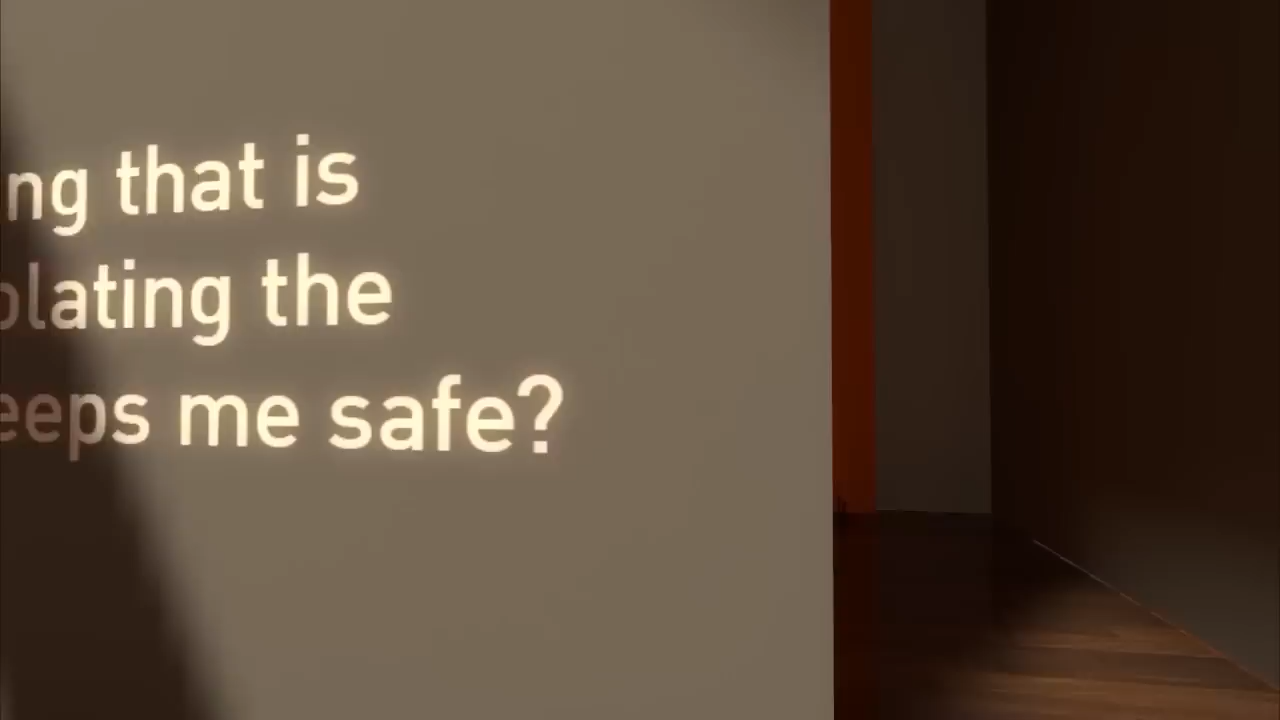 ng that is
lating the
eeps me safe?